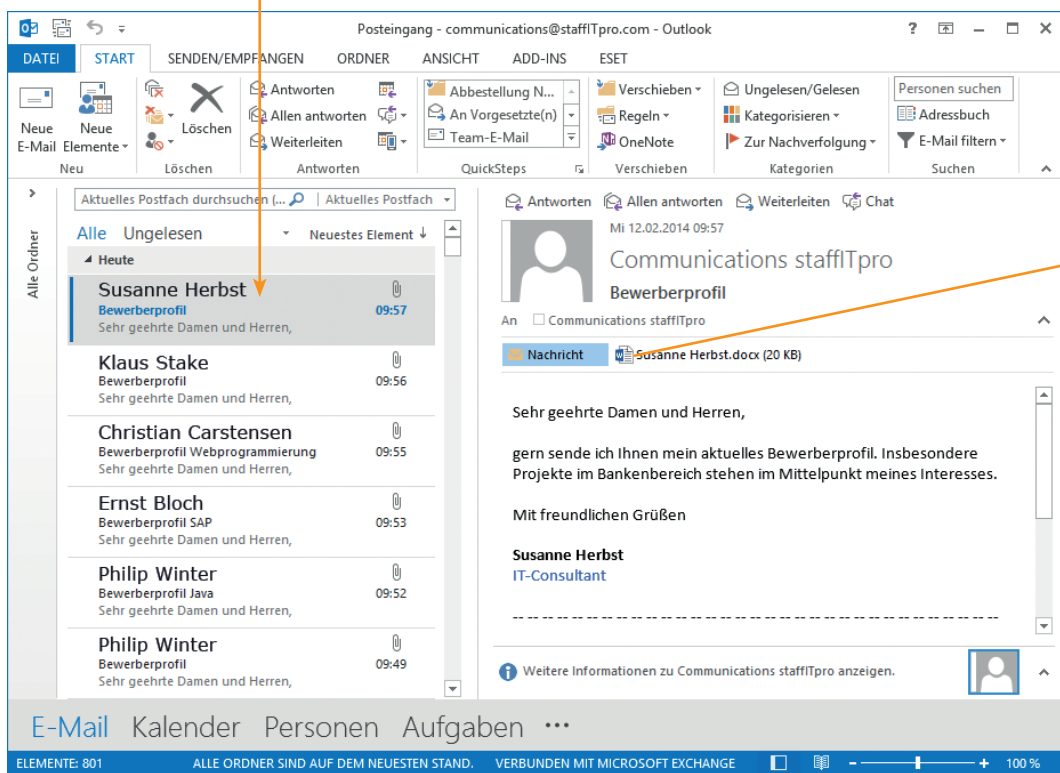 Posteingang - communications@staffITpro.com - Outlook
DATEI START SENDEN/EMPFANGEN ORDNER ANSICHT ADD-INS ESET
Neue E-Mail
Neue Elemente
Neu
Löschen
Löschen
Antworten
Allen antworten
Weiterleiten
Antworten
Abbestellung N...
An Vorgesetzte(n)
Team-E-Mail
QuickSteps
Verschieben
Regeln
OneNote
Verschieben
Ungelesen/Gelesen
Kategorisieren
Zur Nachverfolgung
Kategorien
Personen suchen
Adressbuch
E-Mail filtern
Suchen
Alle Ordner
Aktuelles Postfach durchsuchen (... Aktuelles Postfach
Alle Ungelesen Neuestes Element
Heute
Susanne Herbst
Bewerberprofil 09:57
Sehr geehrte Damen und Herren,
Klaus Stake
Bewerberprofil 09:56
Sehr geehrte Damen und Herren,
Christian Carstensen
Bewerberprofil Webprogrammierung 09:55
Sehr geehrte Damen und Herren,
Ernst Bloch
Bewerberprofil SAP 09:53
Sehr geehrte Damen und Herren,
Philip Winter
Bewerberprofil Java 09:52
Sehr geehrte Damen und Herren,
Philip Winter
Bewerberprofil 09:49
Sehr geehrte Damen und Herren,
Antworten Allen antworten Weiterleiten Chat
Mi 12.02.2014 09:57
Communications staffITpro
Bewerberprofil
An Communications staffITpro
Nachricht Susanne Herbst.docx (20 KB)
Sehr geehrte Damen und Herren,
gern sende ich Ihnen mein aktuelles Bewerberprofil. Insbesondere
Projekte im Bankenbereich stehen im Mittelpunkt meines Interesses.
Mit freundlichen Grüßen
Susanne Herbst
IT-Consultant
-- -- -- -- -- -- -- -- -- -- -- -- -- -- -- -- -- -- -- -- -- -- -- -- -- -- -- -- -- -- -- -- --
Weitere Informationen zu Communications staffITpro anzeigen.
E-Mail Kalender Personen Aufgaben •••
ELEMENTE: 801 ALLE ORDNER SIND AUF DEM NEUESTEN STAND. VERBUNDEN MIT MICROSOFT EXCHANGE 100 %